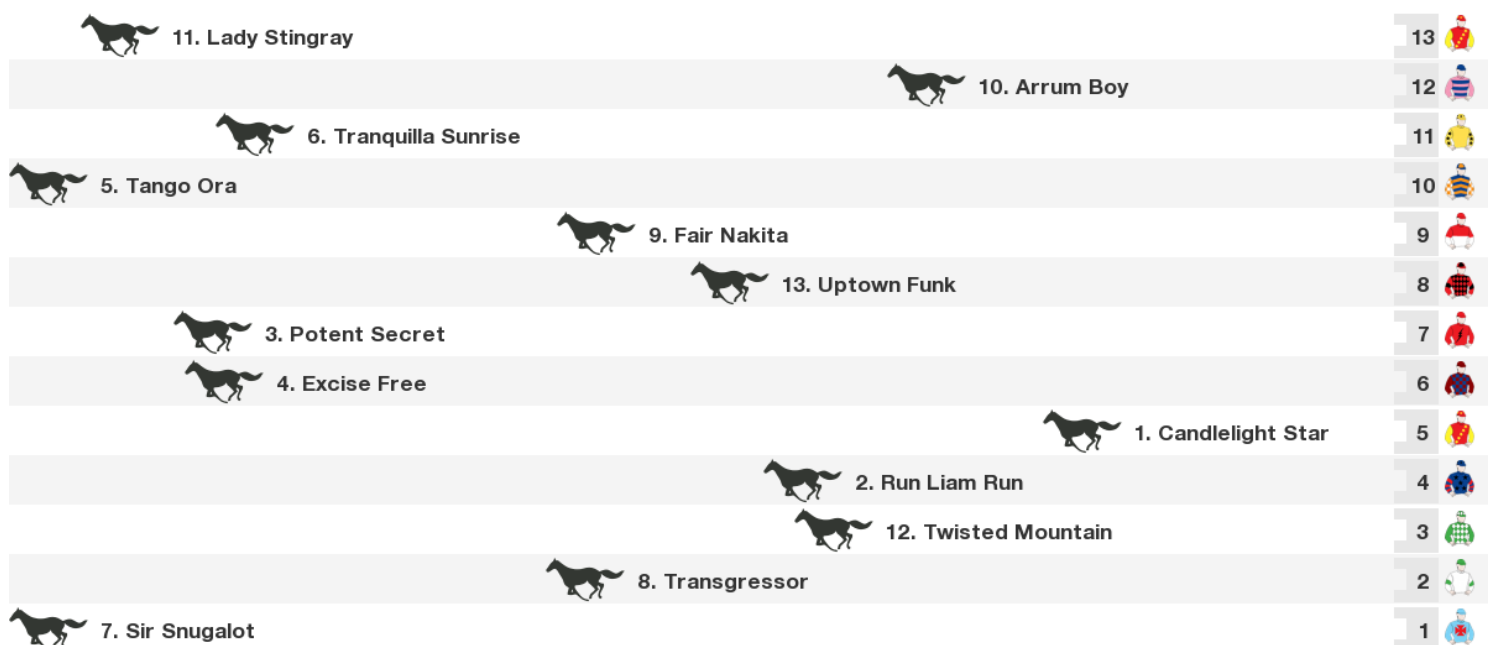 11. Lady Stingray 13
10. Arrum Boy 12
6. Tranquilla Sunrise 11
5. Tango Ora 10
9. Fair Nakita 9
13. Uptown Funk 8
3. Potent Secret 7
4. Excise Free 6
1. Candlelight Star 5
2. Run Liam Run 4
12. Twisted Mountain 3
8. Transgressor 2
7. Sir Snugalot 1